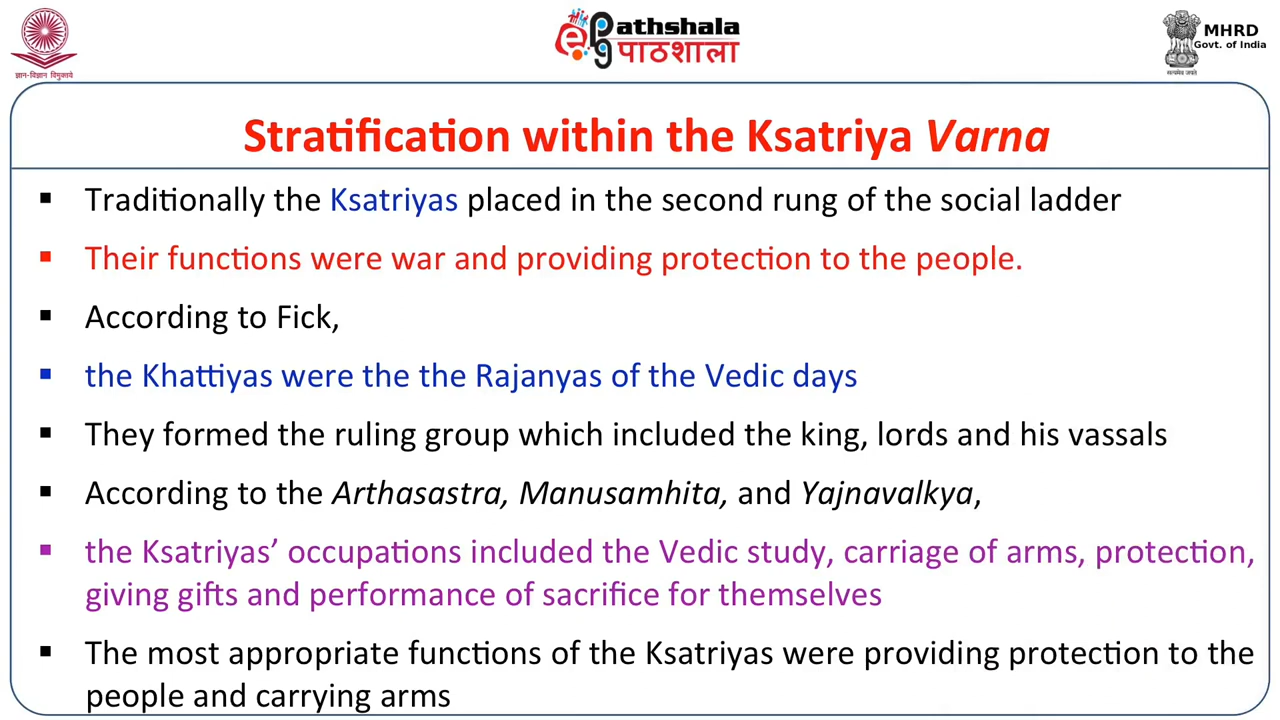 ज्ञान-विज्ञान विमुक्तये
ePathshala
पाठशाला
MHRD
Govt. of India
सत्यमेव जयते
Stratification within the Ksatriya Varna
▪ Traditionally the Ksatriyas placed in the second rung of the social ladder
▪ Their functions were war and providing protection to the people.
▪ According to Fick,
▪ the Khattiyas were the the Rajanyas of the Vedic days
▪ They formed the ruling group which included the king, lords and his vassals
▪ According to the Arthasastra, Manusamhita, and Yajnavalkya,
▪ the Ksatriyas’ occupations included the Vedic study, carriage of arms, protection,
giving gifts and performance of sacrifice for themselves
▪ The most appropriate functions of the Ksatriyas were providing protection to the
people and carrying arms